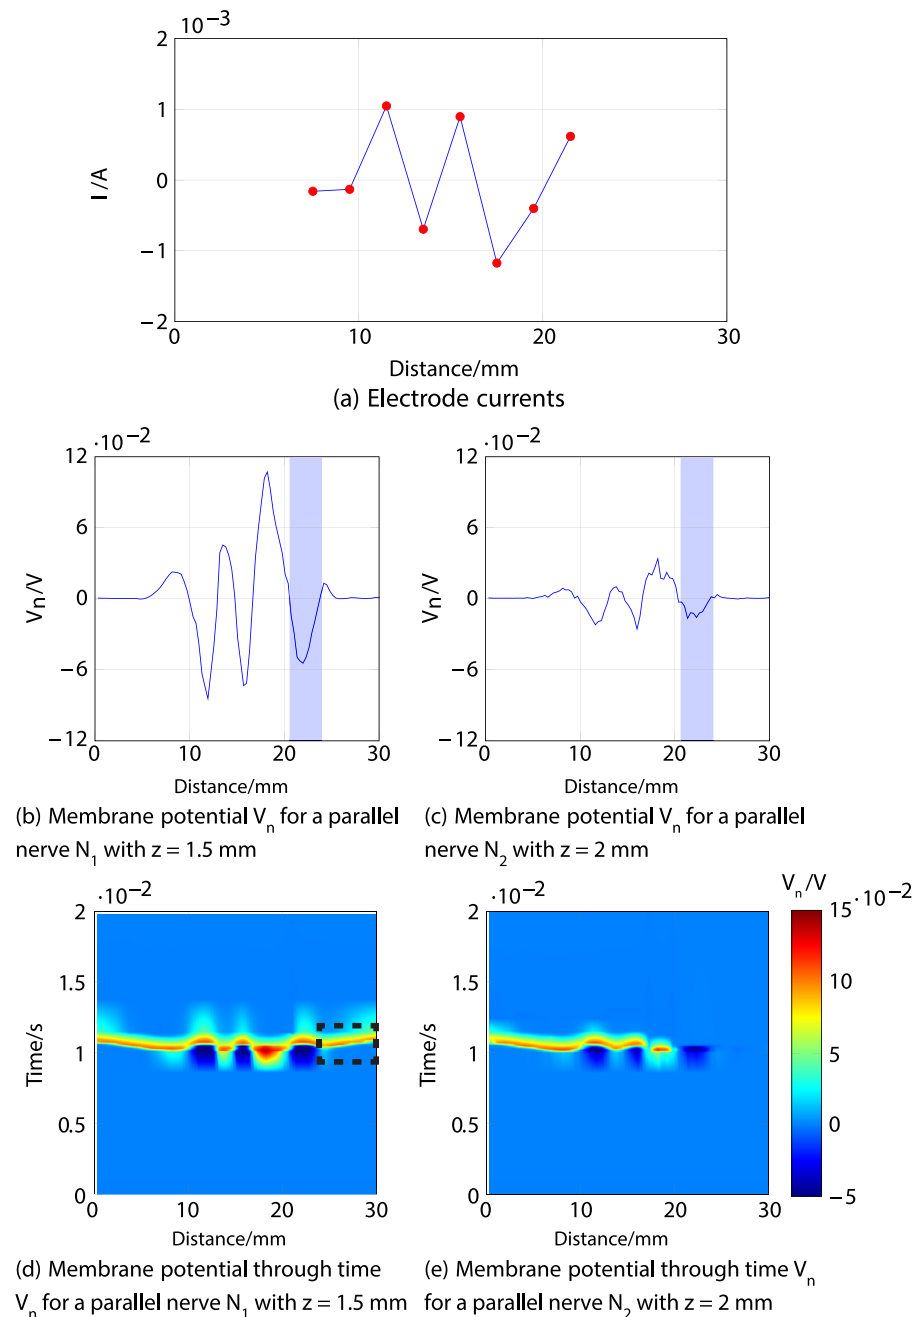 ·10−3
2
1
0
−1
−2
I /A
0 10 20 30
Distance/mm
(a) Electrode currents
·10−2
12
6
0
−6
−12
Vn/V
0 10 20 30
Distance/mm
(b) Membrane potential Vn for a parallel
nerve N1 with z = 1.5 mm
·10−2
12
6
0
−6
−12
Vn/V
0 10 20 30
Distance/mm
(c) Membrane potential Vn for a parallel
nerve N2 with z = 2 mm
·10−2
2
1.5
1
0.5
0
Time/s
0 10 20 30
Distance/mm
(d) Membrane potential through time
Vn for a parallel nerve N1 with z = 1.5 mm
·10−2
2
1.5
1
0.5
0
Time/s
0 10 20 30
Distance/mm
Vn/V
15 ·10−2
10
5
0
−5
(e) Membrane potential through time Vn
for a parallel nerve N2 with z = 2 mm